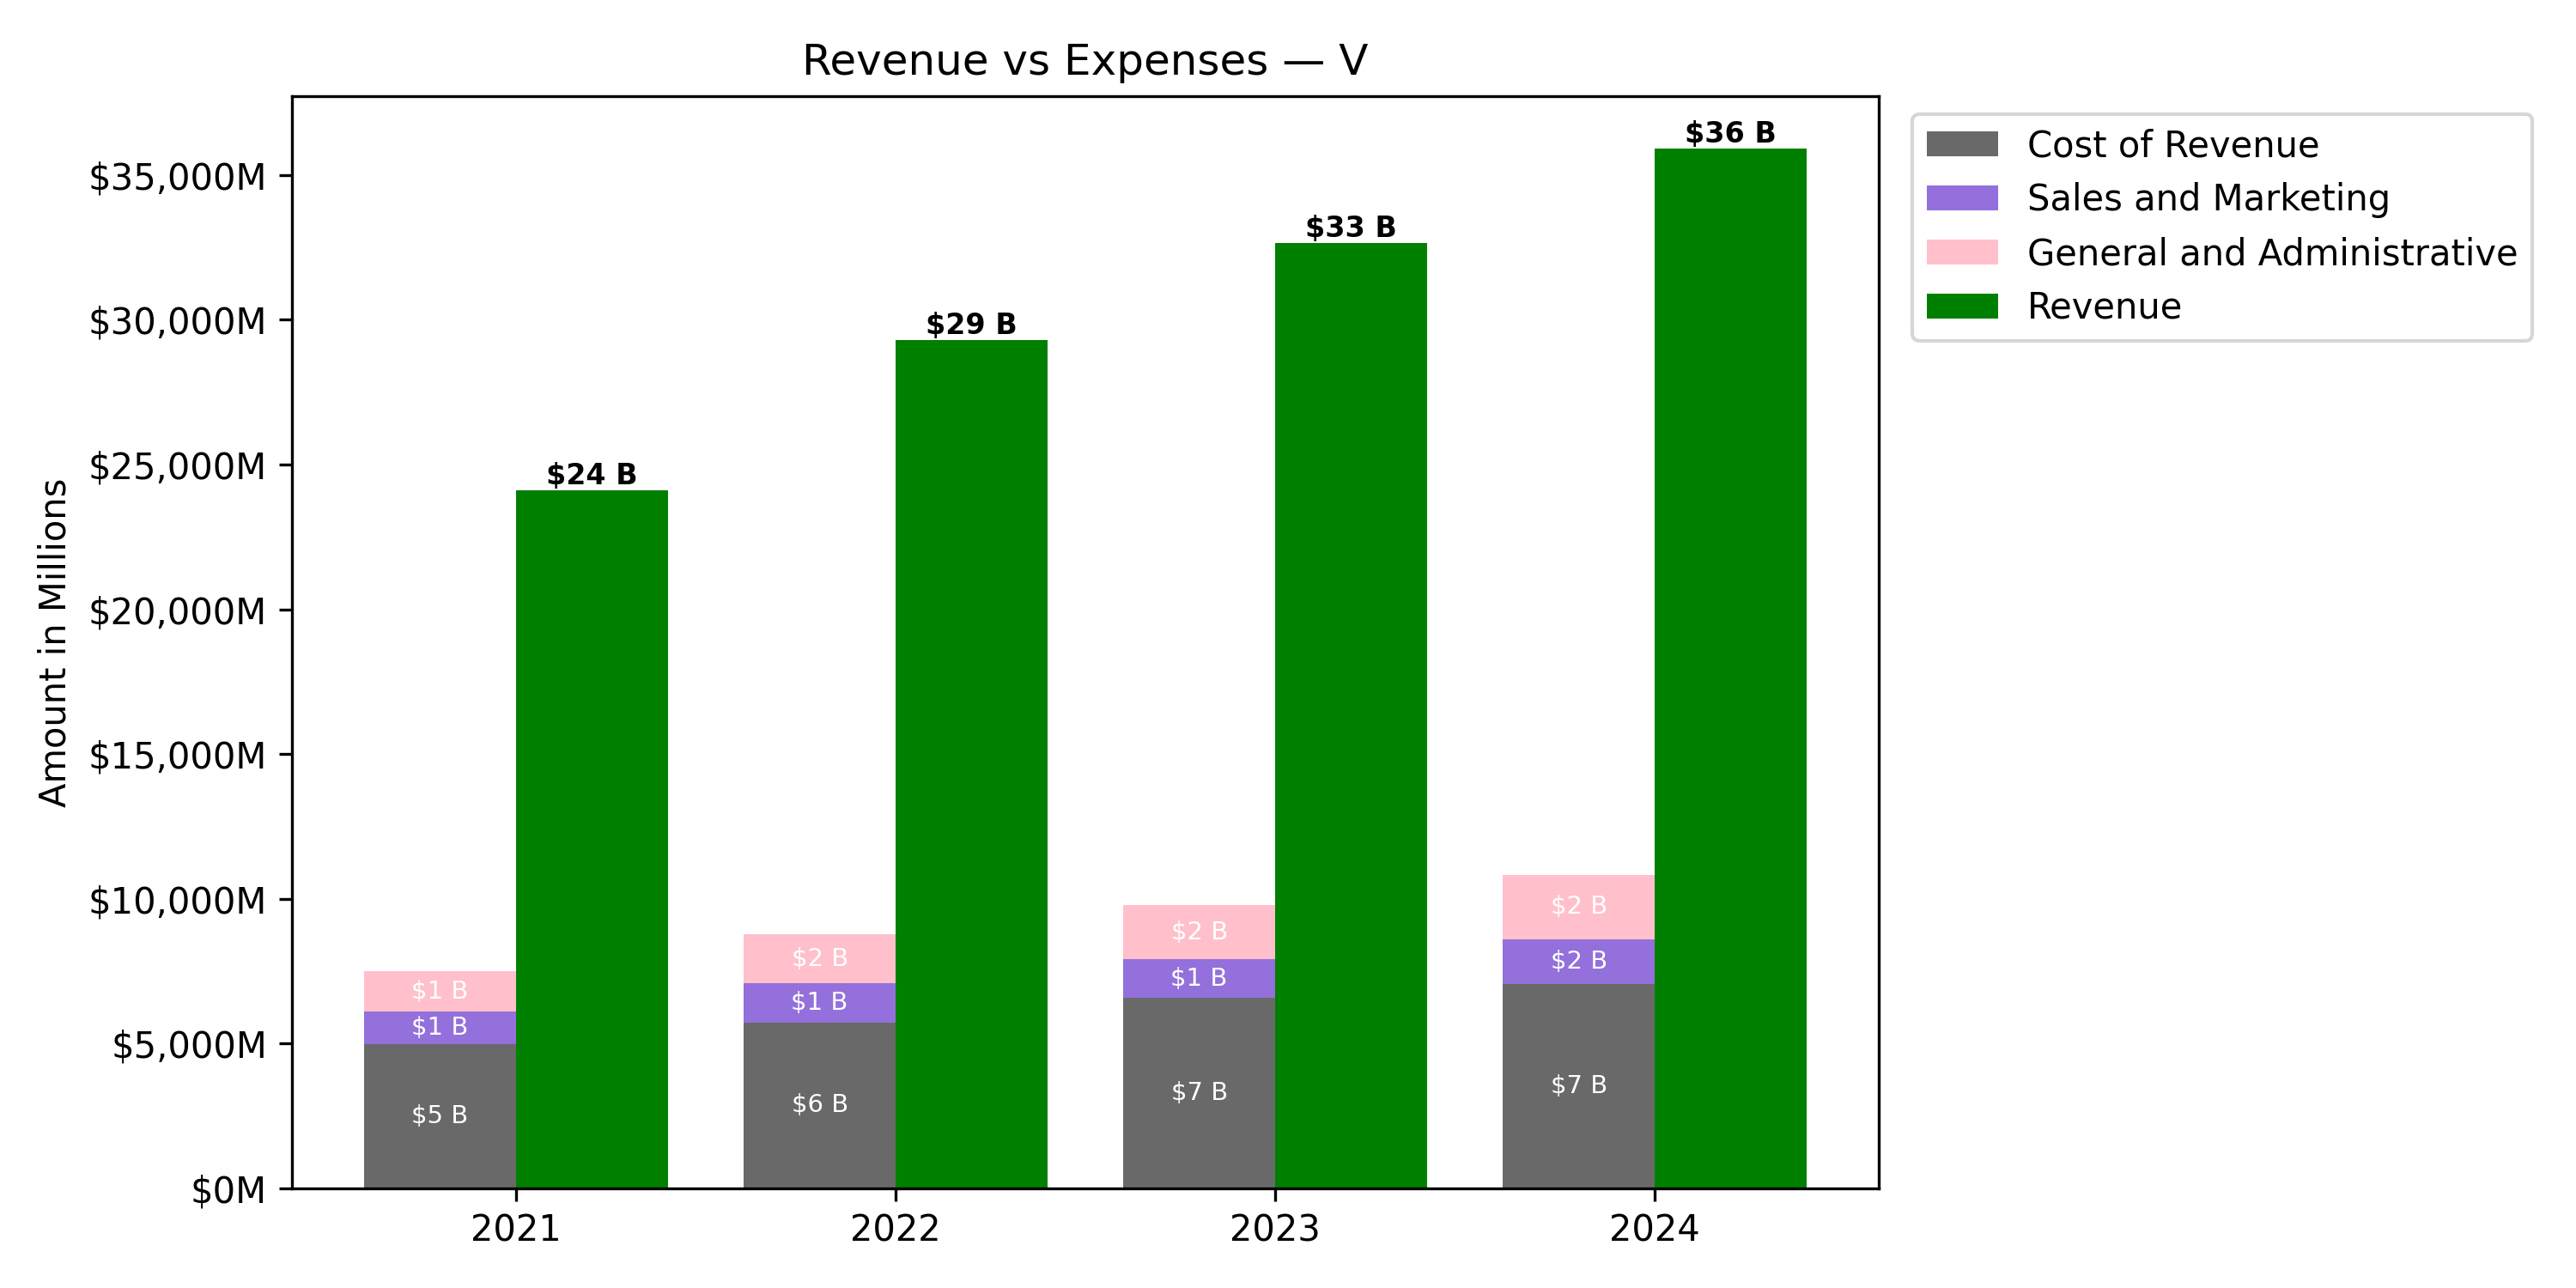 Revenue vs Expenses — V
Amount in Millions
$35,000M
$30,000M
$25,000M
$20,000M
$15,000M
$10,000M
$5,000M
$0M
$24 B
$1 B
$1 B
$5 B
$29 B
$2 B
$1 B
$6 B
$33 B
$2 B
$1 B
$7 B
$36 B
$2 B
$2 B
$7 B
2021
2022
2023
2024
Cost of Revenue
Sales and Marketing
General and Administrative
Revenue